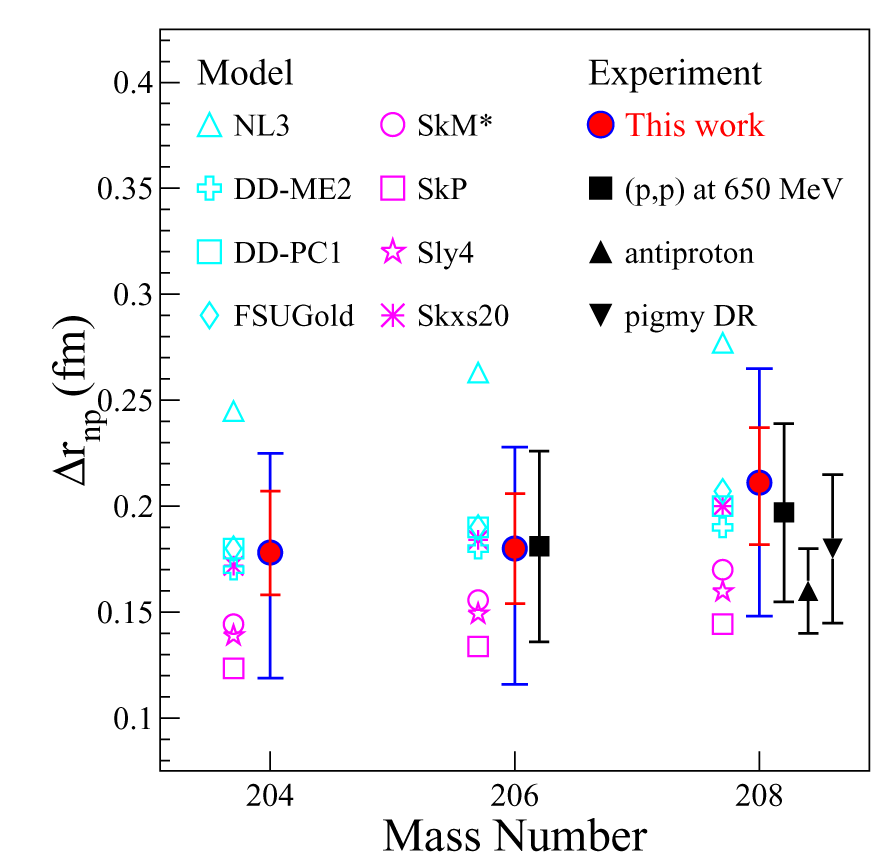 Model
Experiment
NL3
SkM*
This work
DD-ME2
SkP
(p,p) at 650 MeV
DD-PC1
Sly4
antiproton
FSUGold
Skxs20
pigmy DR
0.4
0.35
0.3
0.25
0.2
0.15
0.1
Δrnp (fm)
204
206
208
Mass Number